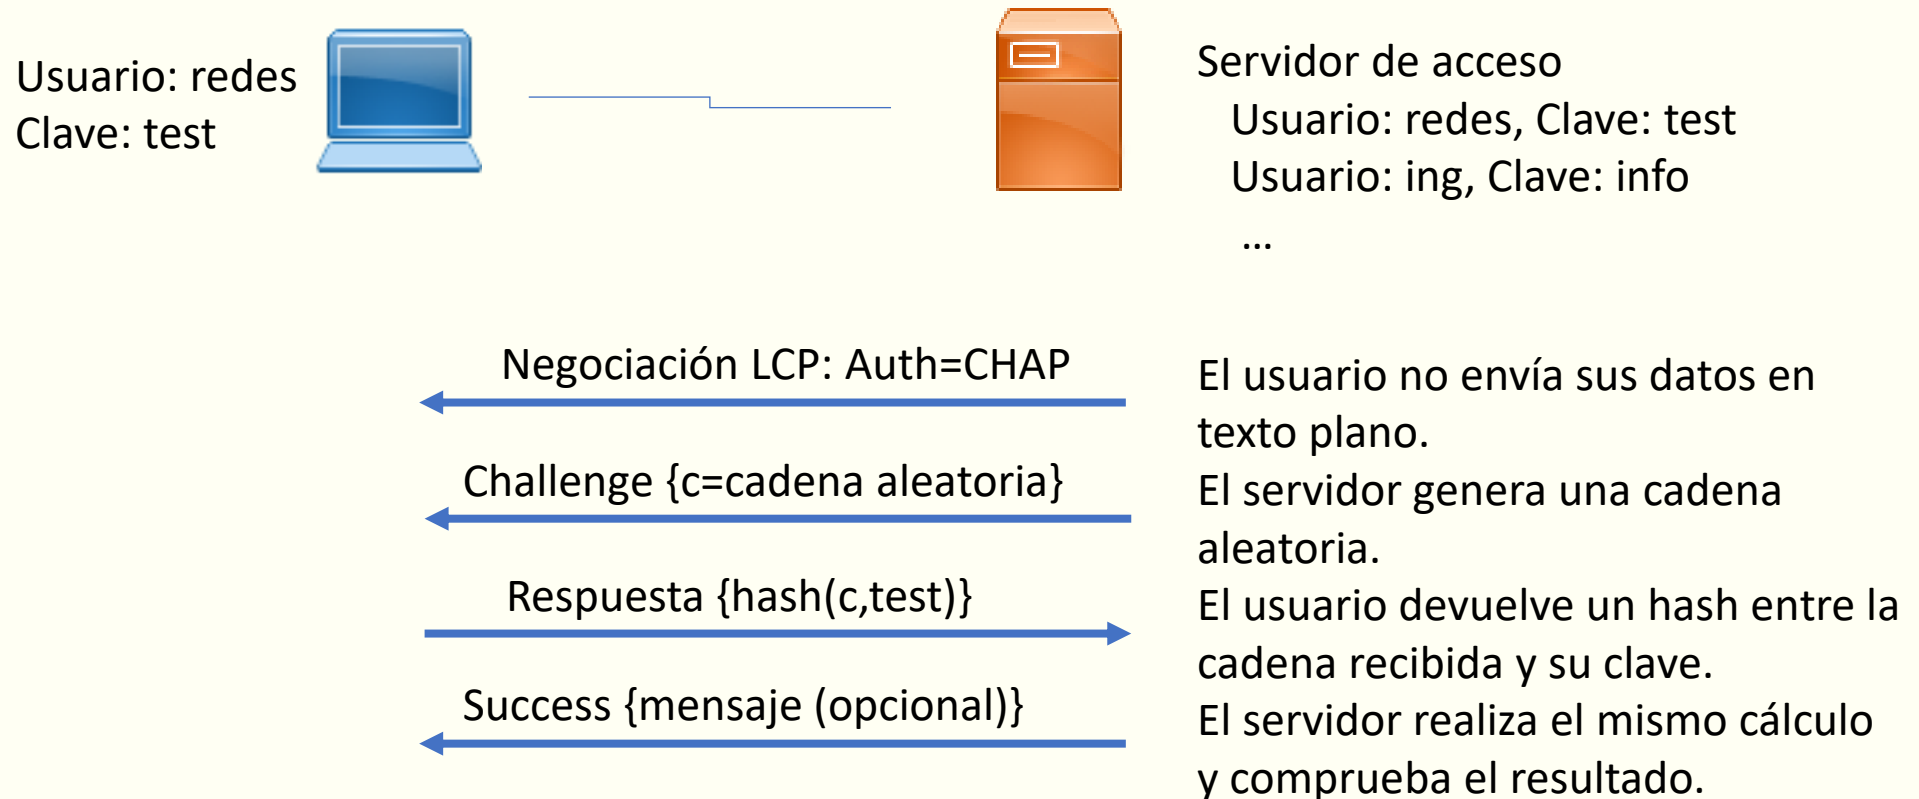 Usuario: redes
Clave: test
Servidor de acceso
Usuario: redes, Clave: test
Usuario: ing, Clave: info
...
Negociación LCP: Auth=CHAP
Challenge {c=cadena aleatoria}
Respuesta {hash(c,test)}
Success {mensaje (opcional)}
El usuario no envía sus datos en
texto plano.
El servidor genera una cadena
aleatoria.
El usuario devuelve un hash entre la
cadena recibida y su clave.
El servidor realiza el mismo cálculo
y comprueba el resultado.